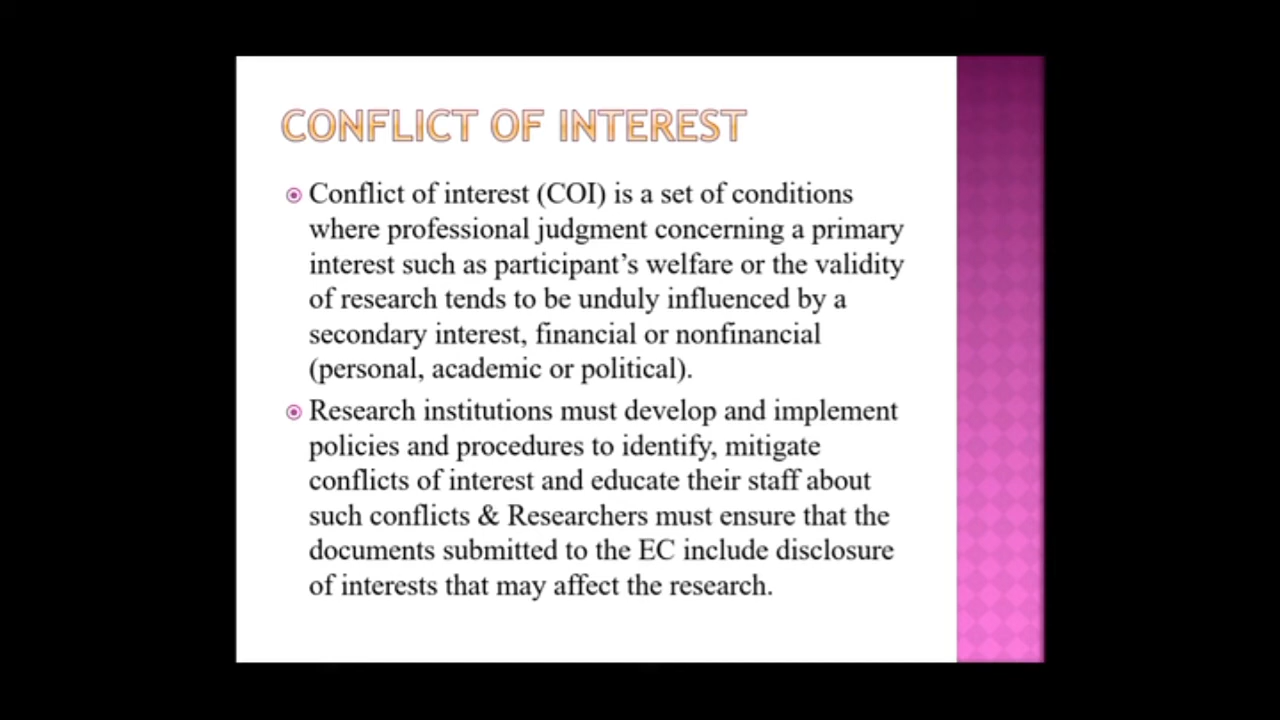 CONFLICT OF INTEREST
Conflict of interest (COI) is a set of conditions
where professional judgment concerning a primary
interest such as participant’s welfare or the validity
of research tends to be unduly influenced by a
secondary interest, financial or nonfinancial
(personal, academic or political).
Research institutions must develop and implement
policies and procedures to identify, mitigate
conflicts of interest and educate their staff about
such conflicts & Researchers must ensure that the
documents submitted to the EC include disclosure
of interests that may affect the research.